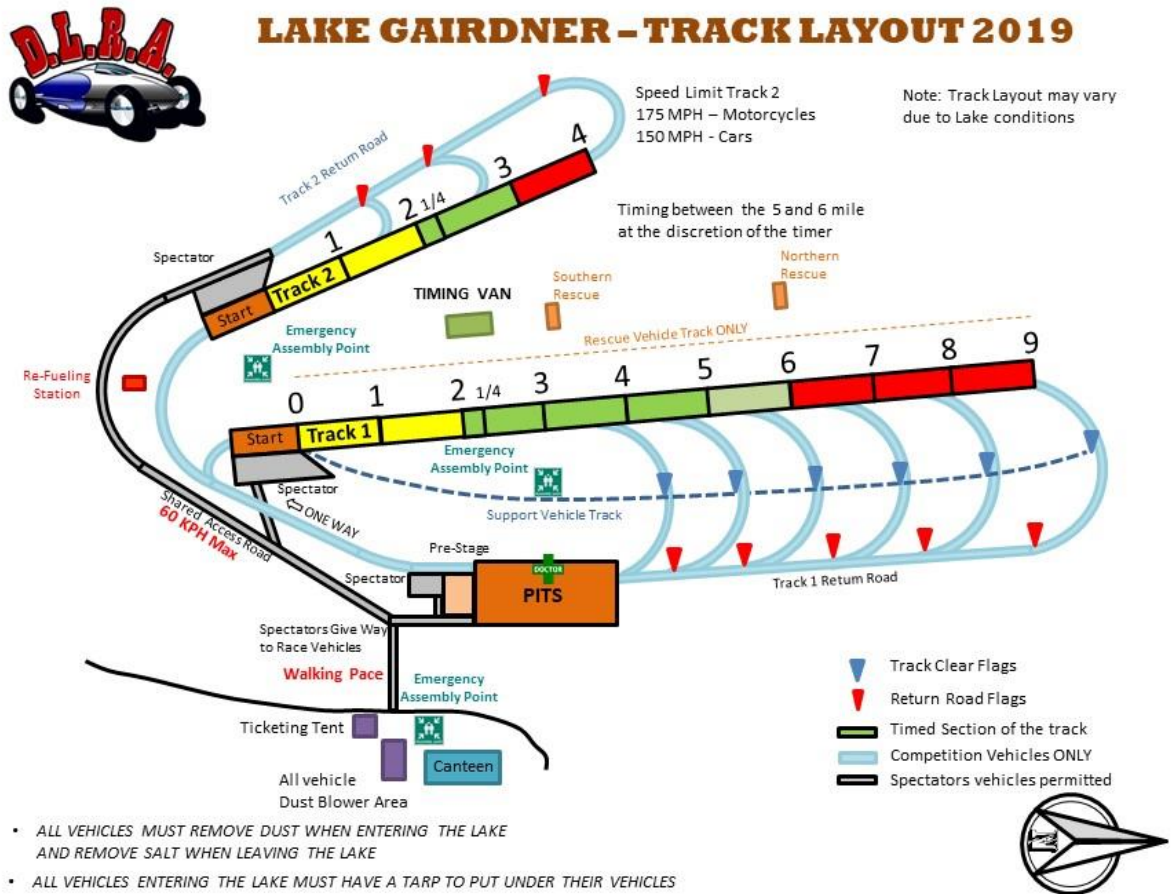 D.L.R.A.
LAKE GAIRDNER – TRACK LAYOUT 2019
Speed Limit Track 2
175 MPH – Motorcycles
150 MPH - Cars
Note: Track Layout may vary
due to Lake conditions
Track 2 Return Road
1
2
1/4
3
4
Spectator
Start
Track 2
Timing between the 5 and 6 mile
at the discretion of the timer
TIMING VAN
Southern
Rescue
Northern
Rescue
Rescue Vehicle Track ONLY
Emergency
Assembly Point
Re-Fueling
Station
0
1
2
1/4
3
4
5
6
7
8
9
Start
Track 1
Emergency
Assembly Point
Spectator
ONE WAY
Support Vehicle Track
Shared Access Road
60 KPH Max
Pre-Stage
Spectator
DOCTOR
PITS
Track 1 Return Road
Spectators Give Way
to Race Vehicles
Walking Pace
Emergency
Assembly Point
Ticketing Tent
All vehicle
Dust Blower Area
Canteen
Track Clear Flags
Return Road Flags
Timed Section of the track
Competition Vehicles ONLY
Spectators vehicles permitted
N
• ALL VEHICLES MUST REMOVE DUST WHEN ENTERING THE LAKE
AND REMOVE SALT WHEN LEAVING THE LAKE
• ALL VEHICLES ENTERING THE LAKE MUST HAVE A TARP TO PUT UNDER THEIR VEHICLES